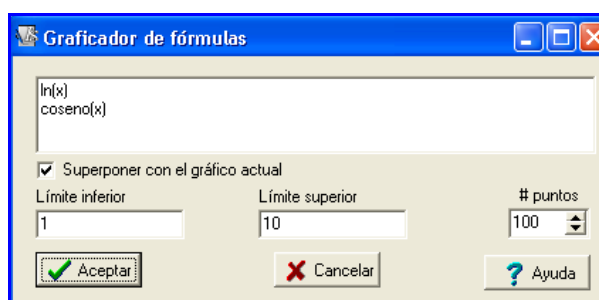 Graficador de fórmulas
ln(x)
coseno(x)
Superponer con el gráfico actual
Límite inferior Límite superior # puntos
1 10 100
Aceptar Cancelar Ayuda